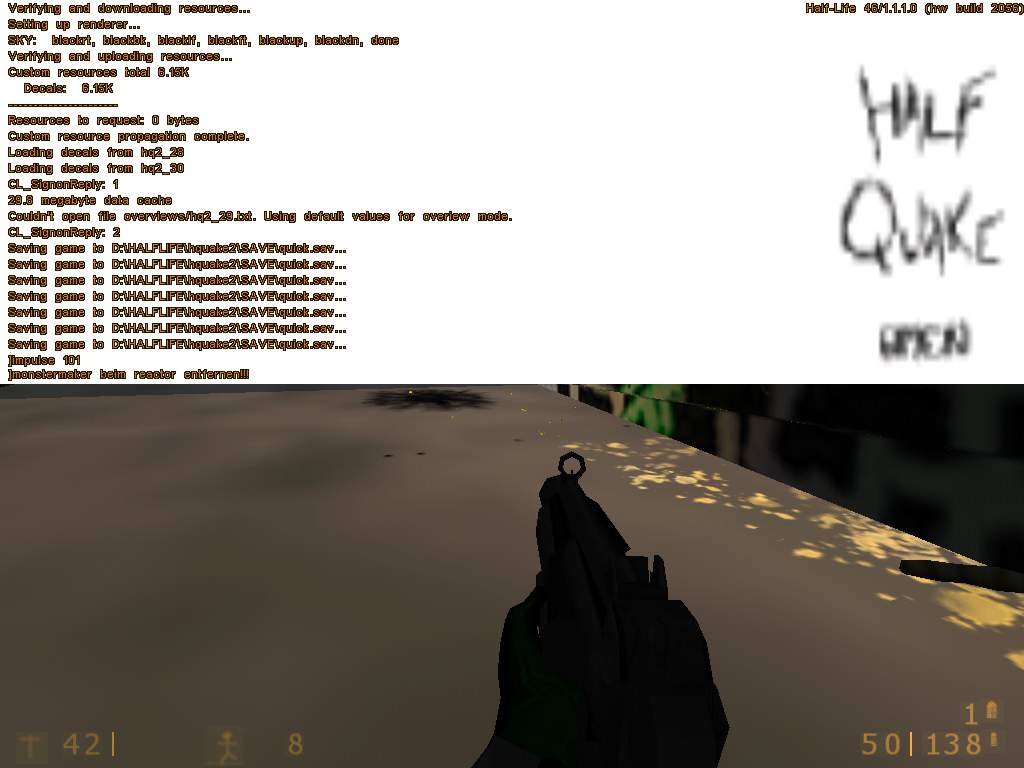 Verifying and downloading resources...
Half-Life 48/1.1.1.0 (hw build 2056)
Setting up renderer...
SKY: blackrt, blackbk, blacklf, blackft, blackup, blackdn, done
Verifying and uploading resources...
Custom resources total 6.15K
Decals: 6.15K
----------------------
Resources to request: 0 bytes
Custom resource propagation complete.
Loading decals from hq2_28
Loading decals from hq2_30
CL_SignonReply: 1
29.8 megabyte data cache
Couldn't open file overviews/hq2_29.txt. Using default values for overiew mode.
CL_SignonReply: 2
Saving game to D:\HALFLIFE\hquake2\SAVE\quick.sav...
Saving game to D:\HALFLIFE\hquake2\SAVE\quick.sav...
Saving game to D:\HALFLIFE\hquake2\SAVE\quick.sav...
Saving game to D:\HALFLIFE\hquake2\SAVE\quick.sav...
Saving game to D:\HALFLIFE\hquake2\SAVE\quick.sav...
Saving game to D:\HALFLIFE\hquake2\SAVE\quick.sav...
Saving game to D:\HALFLIFE\hquake2\SAVE\quick.sav...
]impulse 101
]monstermaker beim reactor entfernen!!!
HALF
QUAKE
AMEN
1
42| 8 50|138